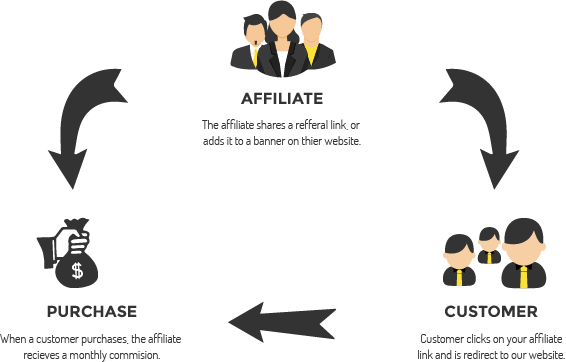 AFFILIATE
The affiliate shares a refferal link, or
adds it to a banner on thier website.
$
PURCHASE
When a customer purchases, the affiliate
recieves a monthly commision.
CUSTOMER
Customer clicks on your affiliate
link and is redirect to our website.